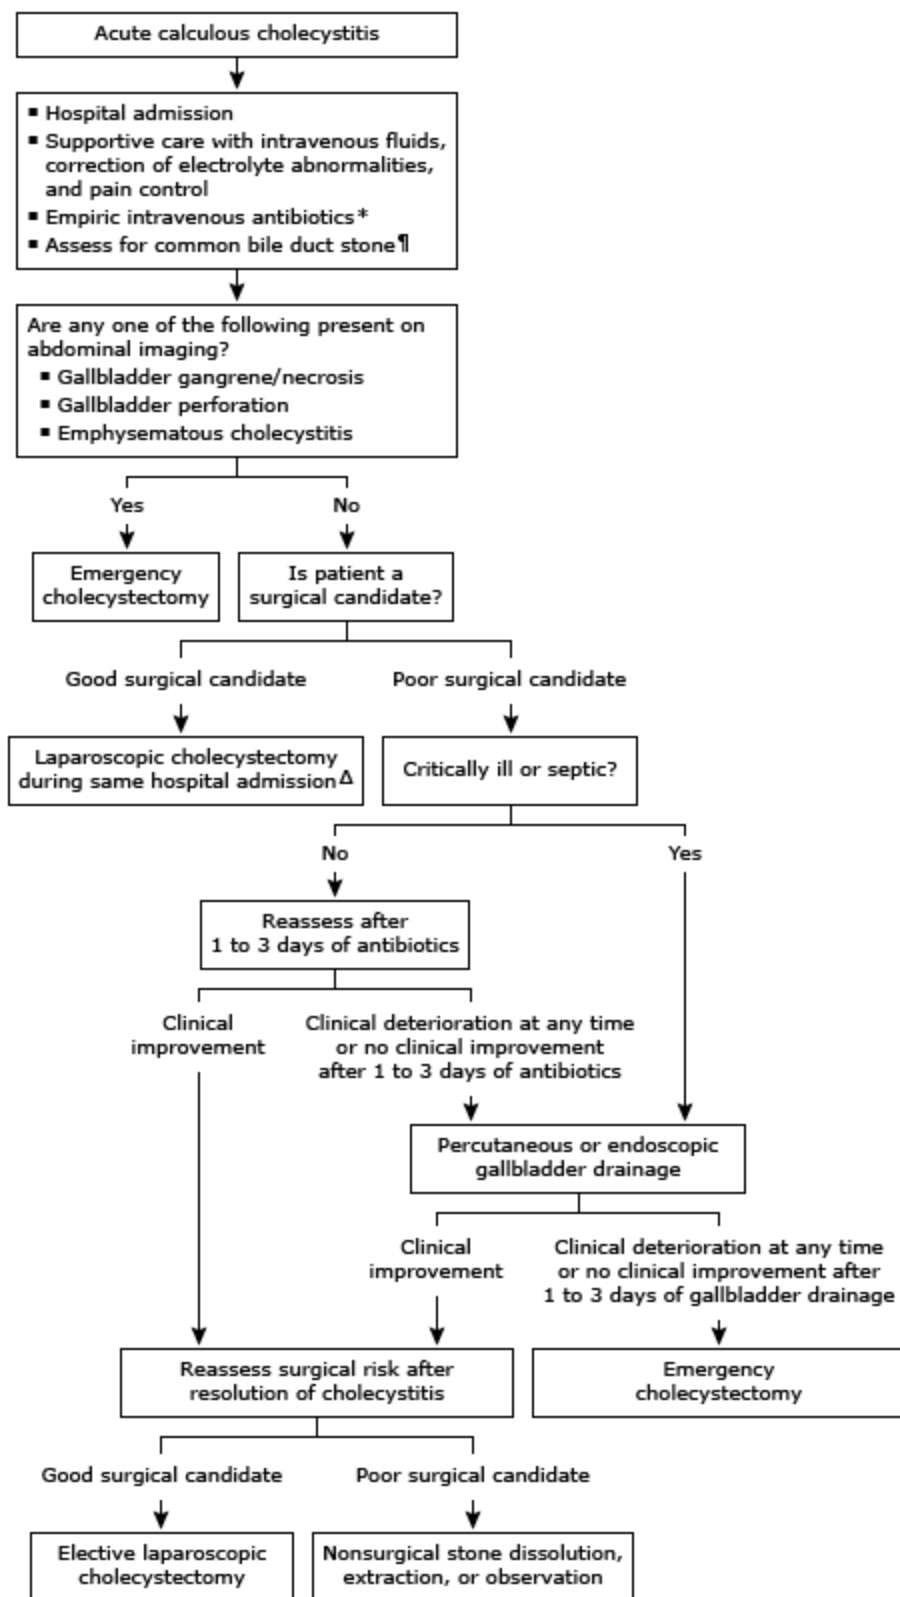 Acute calculous cholecystitis
▪ Hospital admission
▪ Supportive care with intravenous fluids,
correction of electrolyte abnormalities,
and pain control
▪ Empiric intravenous antibiotics*
▪ Assess for common bile duct stone¶
Are any one of the following present on
abdominal imaging?
▪ Gallbladder gangrene/necrosis
▪ Gallbladder perforation
▪ Emphysematous cholecystitis
Yes
No
Emergency
cholecystectomy
Is patient a
surgical candidate?
Good surgical candidate
Poor surgical candidate
Laparoscopic cholecystectomy
during same hospital admissionΔ
Critically ill or septic?
No
Yes
Reassess after
1 to 3 days of antibiotics
Clinical
improvement
Clinical deterioration at any time
or no clinical improvement
after 1 to 3 days of antibiotics
Percutaneous or endoscopic
gallbladder drainage
Clinical
improvement
Clinical deterioration at any time
or no clinical improvement after
1 to 3 days of gallbladder drainage
Reassess surgical risk after
resolution of cholecystitis
Emergency
cholecystectomy
Good surgical candidate
Poor surgical candidate
Elective laparoscopic
cholecystectomy
Nonsurgical stone dissolution,
extraction, or observation